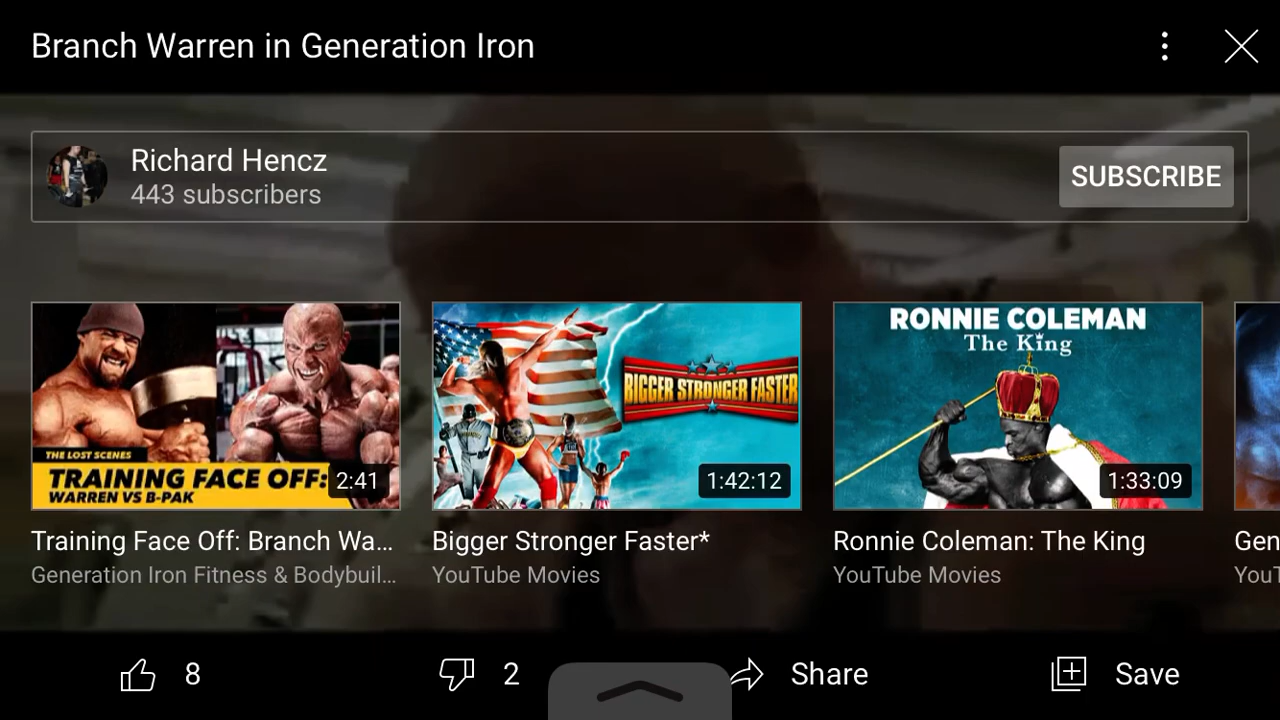 Branch Warren in Generation Iron
Richard Hencz
443 subscribers
SUBSCRIBE
THE LOST SCENES
TRAINING FACE OFF:
WARREN VS B-PAK
2:41
BIGGER STRONGER FASTER
1:42:12
RONNIE COLEMAN
The King
1:33:09
Training Face Off: Branch Wa...
Generation Iron Fitness & Bodybuil...
Bigger Stronger Faster*
YouTube Movies
Ronnie Coleman: The King
YouTube Movies
Gen
YouT
8
2
Share
Save